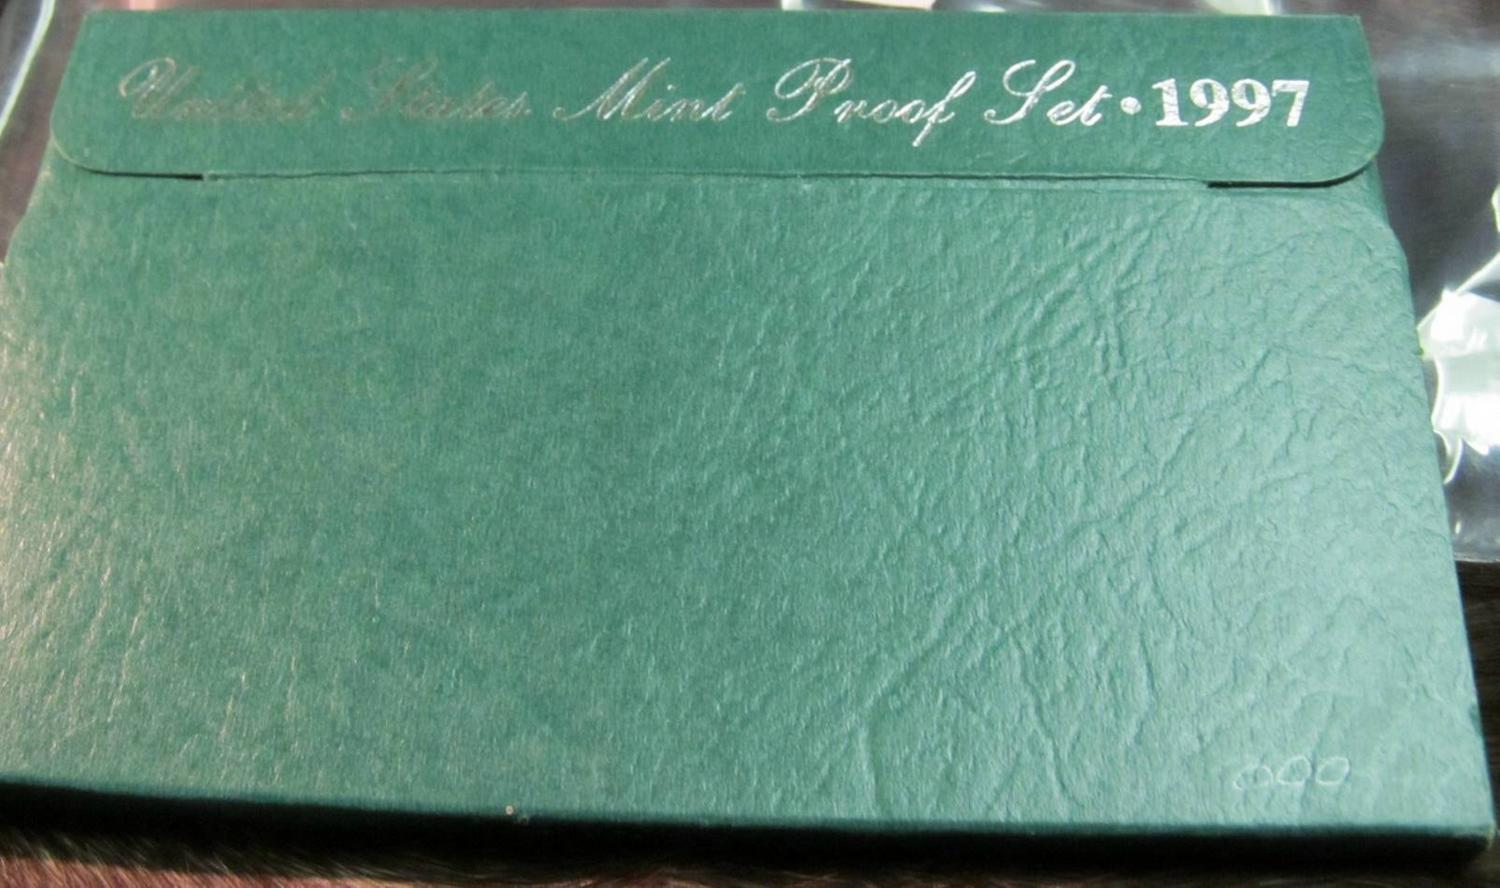 United States Mint Proof Set • 1997